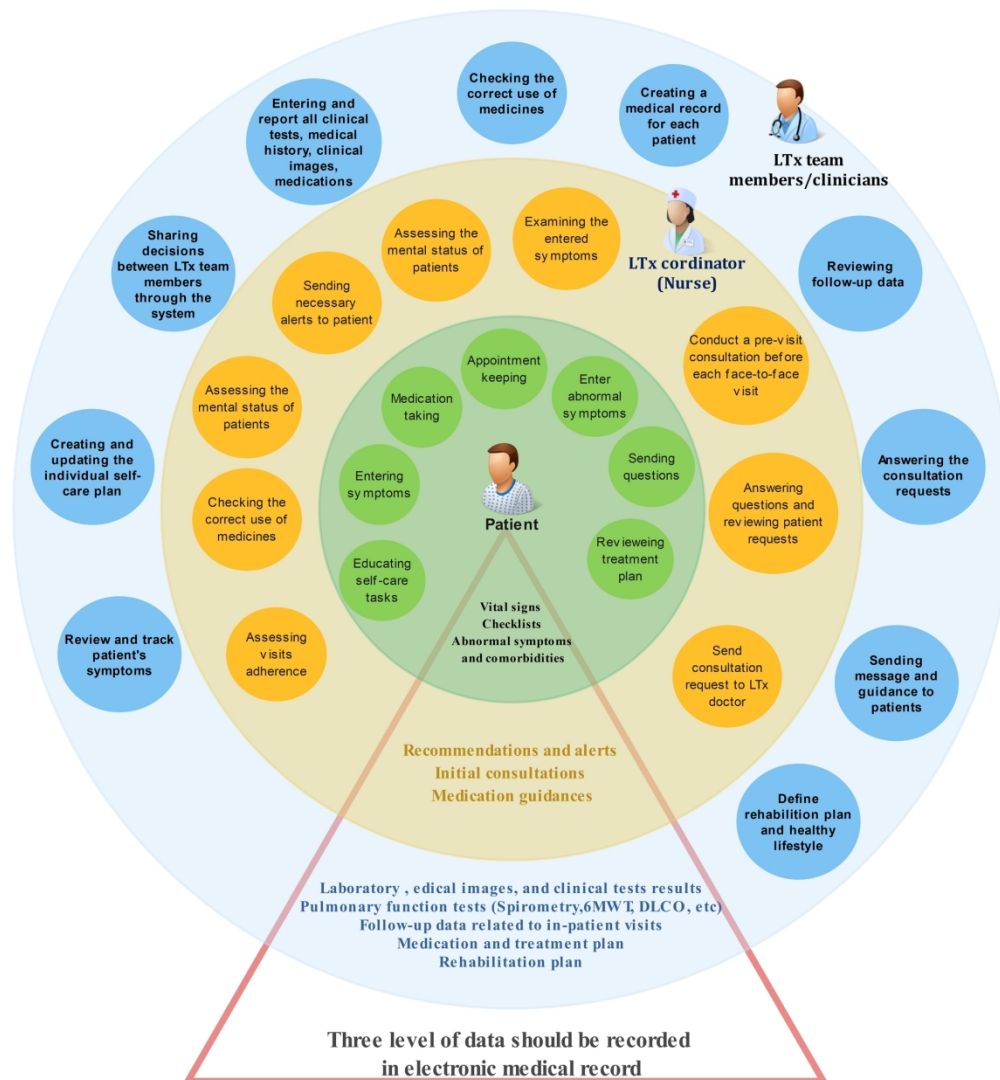 Checking the
correct use of
medicines
Creating a
medical record
for each
patient
LTx team
members/clinicians
Entering and
report all clinical
tests, medical
history, clinical
images,
medications
Sharing
decisions
between LTx team
members
through the
system
Reviewing
follow-up data
Creating and
updating the
individual self-
care plan
Answering the
consultation
requests
Review and track
patient's
symptoms
Sending
message and
guidance to
patients
Define
rehabilition plan
and healthy
lifestyle
Examining the
entered
symptoms
LTx cordinator
(Nurse)
Assessing the
mental status of
patients
Sending
necessary
alerts to patient
Conduct a pre-visit
consultation before
each face-to-face
visit
Assessing the
mental status of
patients
Checking the
correct use of
medicines
Answering
questions and
reviewing patient
requests
Assessing
visits
adherence
Send
consultation
request to LTx
doctor
Appointment
keeping
Medication
taking
Enter
abnormal
symptoms
Entering
symptoms
Sending
questions
Patient
Educating
self-care
tasks
Revieweing
treatment
plan
Vital signs
Checklists
Abnormal symptoms
and comorbidities
Recommendations and alerts
Initial consultations
Medication guidances
Laboratory , edical images, and clinical tests results
Pulmonary function tests (Spirometry,6MWT, DLCO, etc)
Follow-up data related to in-patient visits
Medication and treatment plan
Rehabilitation plan
Three level of data should be recorded
in electronic medical record